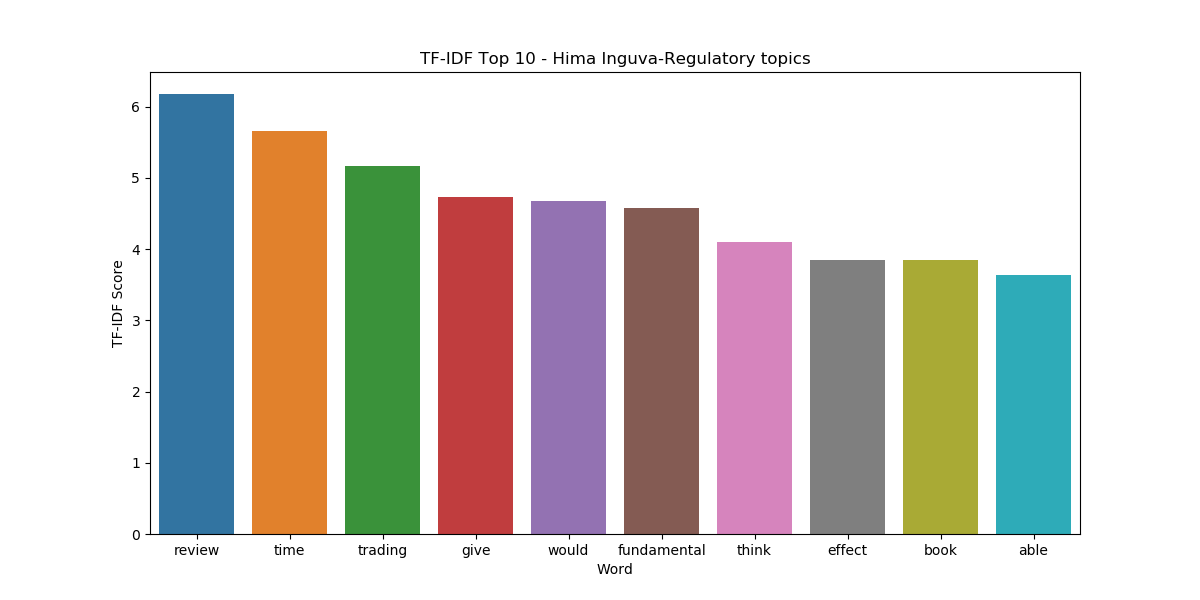 TF-IDF Top 10 - Hima Inguva-Regulatory topics
TF-IDF Score
6
5
4
3
2
1
0
review time trading give would fundamental think effect book able
Word